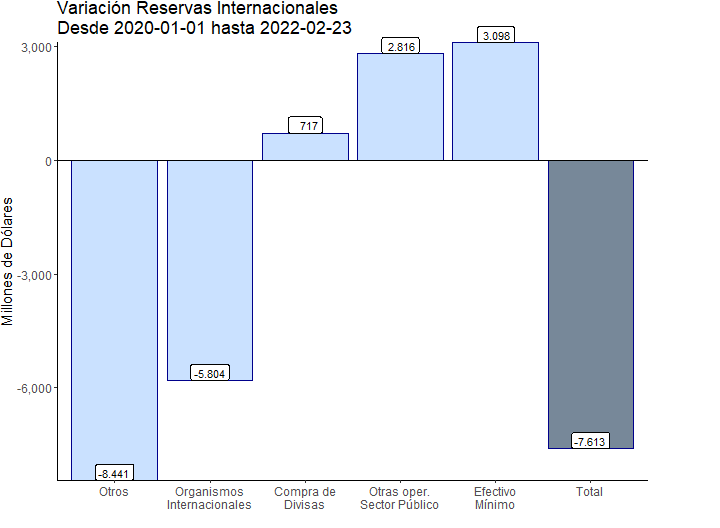 Variación Reservas Internacionales
Desde 2020-01-01 hasta 2022-02-23
Millones de Dólares
3,000
0
-3,000
-6,000
-8.441
-5.804
717
2.816
3.098
-7.613
Otros
Organismos
Internacionales
Compra de
Divisas
Otras oper.
Sector Público
Efectivo
Mínimo
Total